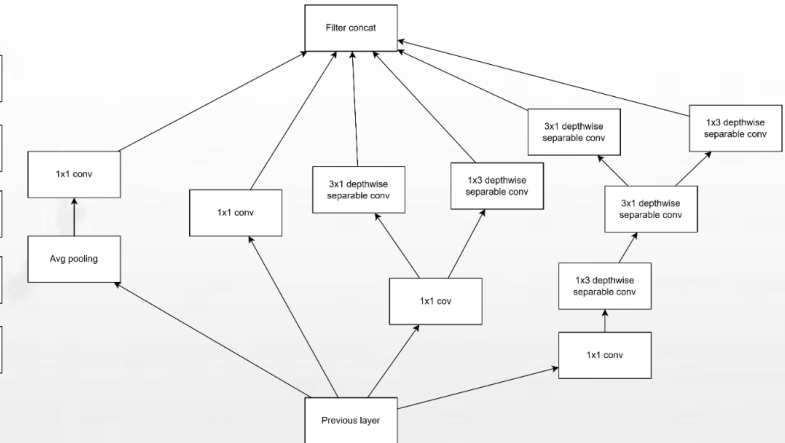 Filter concat
3x1 depthwise
separable conv
1x3 depthwise
separable conv
1x1 conv
3x1 depthwise
separable conv
1x3 depthwise
separable conv
1x1 conv
3x1 depthwise
separable conv
Avg pooling
1x3 depthwise
separable conv
1x1 cov
1x1 conv
Previous layer